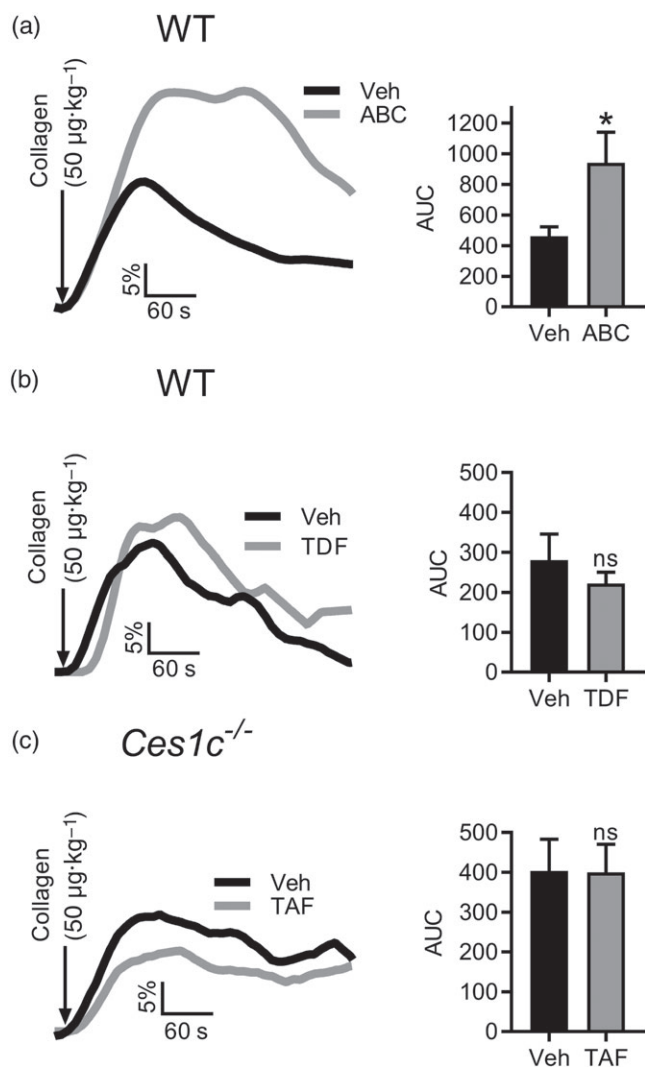 (a)
WT
Collagen
(50 µg·kg⁻¹)
Veh
ABC
5%
60 s
AUC
1200
1000
800
600
400
200
0
*
Veh ABC
(b)
WT
Collagen
(50 µg·kg⁻¹)
Veh
TDF
5%
60 s
AUC
500
400
300
200
100
0
ns
Veh TDF
(c)
Ces1c⁻/⁻
Collagen
(50 µg·kg⁻¹)
Veh
TAF
5%
60 s
AUC
500
400
300
200
100
0
ns
Veh TAF